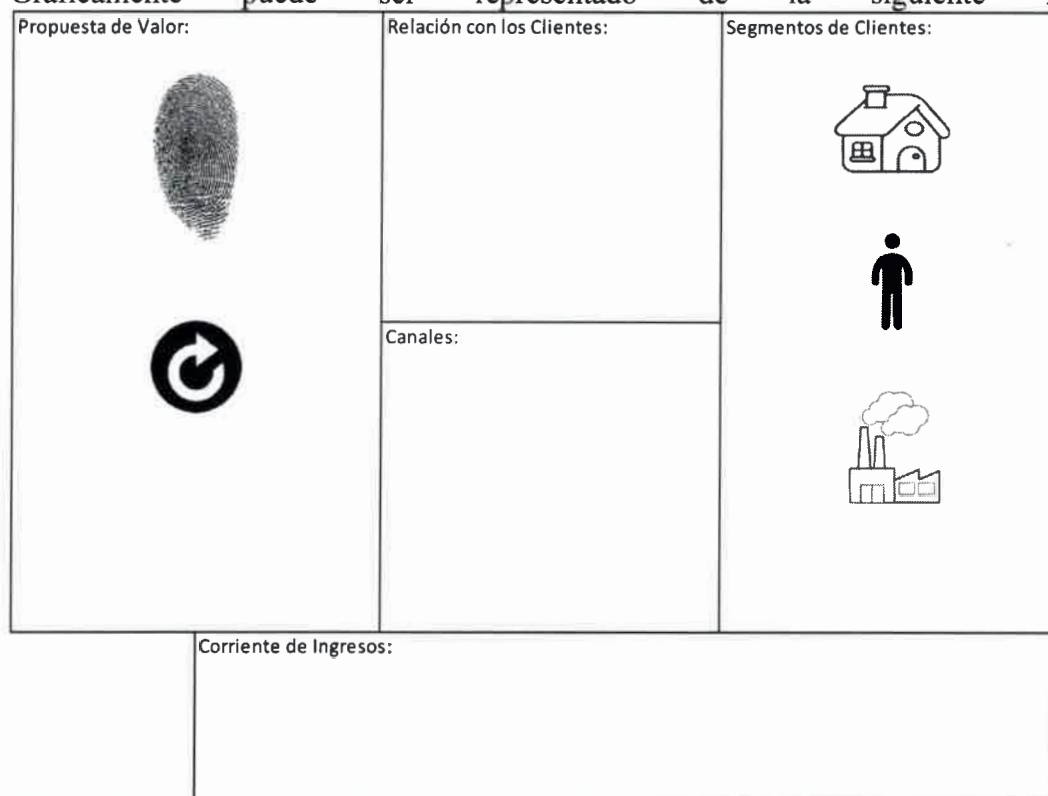 Gráficamente puede ser representado de la siguiente
Propuesta de Valor:
Relación con los Clientes:
Segmentos de Clientes:
Canales:
Corriente de Ingresos: